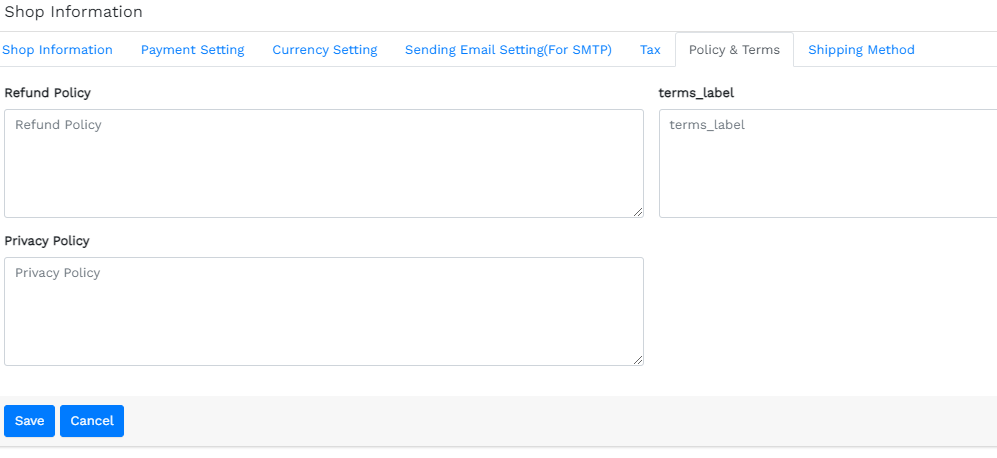 Shop Information
Shop Information Payment Setting Currency Setting Sending Email Setting(For SMTP) Tax Policy & Terms Shipping Method
Refund Policy terms_label
Refund Policy terms_label
Privacy Policy
Privacy Policy
Save Cancel